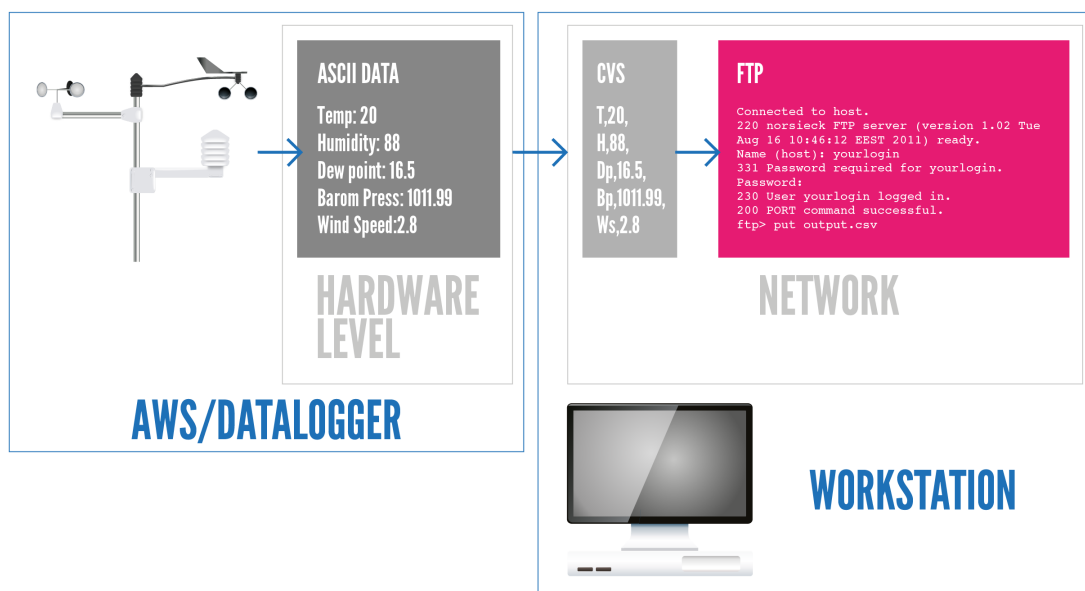 ASCII DATA
Temp: 20
Humidity: 88
Dew point: 16.5
Barom Press: 1011.99
Wind Speed:2.8
HARDWARE
LEVEL
AWS/DATALOGGER
CVS
T,20,
H,88,
Dp,16.5,
Bp,1011.99,
Ws,2.8
FTP
Connected to host.
220 norsieck FTP server (version 1.02 Tue
Aug 16 10:46:12 EEST 2011) ready.
Name (host): yourlogin
331 Password required for yourlogin.
Password:
230 User yourlogin logged in.
200 PORT command successful.
ftp> put output.csv
NETWORK
WORKSTATION